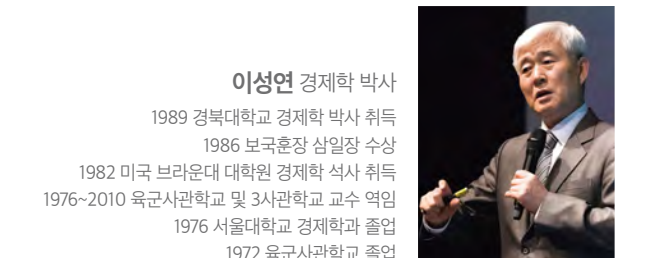 이성연 경제학 박사
1989 경북대학교 경제학 박사 취득
1986 보국훈장 삼일장 수상
1982 미국 브라운대 대학원 경제학 석사 취득
1976~2010 육군사관학교 및 3사관학교 교수 역임
1976 서울대학교 경제학과 졸업
1972 육군사관학교 졸업